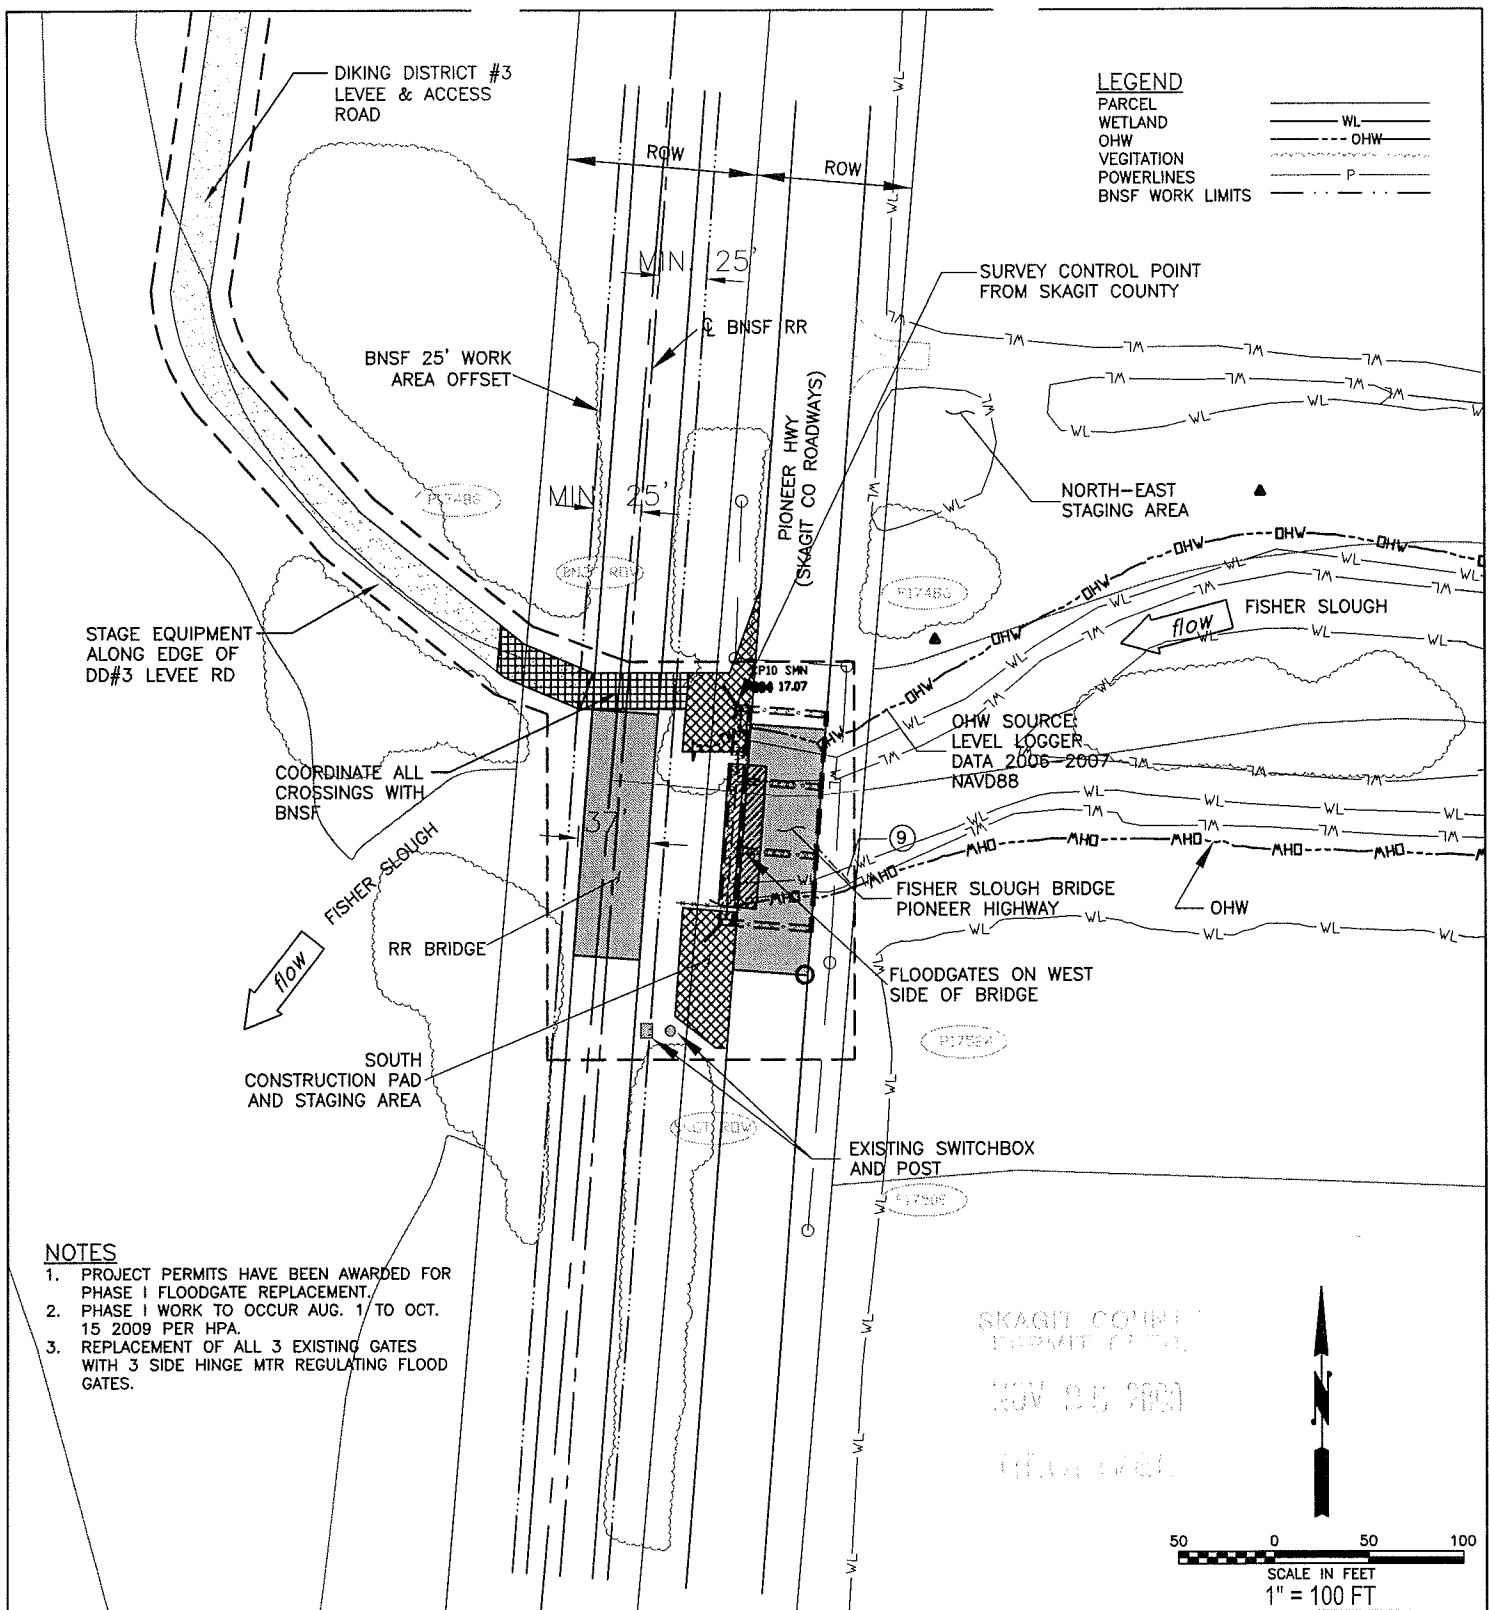 DIKING DISTRICT #3
LEVEE & ACCESS
ROAD
LEGEND
PARCEL
WETLAND
WL
OHW
OHW
VEGITATION
POWERLINES
P
BNSF WORK LIMITS
ROW
ROW
WL
WL
MIN 25'
SURVEY CONTROL POINT
FROM SKAGIT COUNTY
℄ BNSF RR
BNSF 25' WORK
AREA OFFSET
PIONEER HWY
(SKAGIT CO ROADWAYS)
MIN 25'
NORTH-EAST
STAGING AREA
BNSF ROW
STAGE EQUIPMENT
ALONG EDGE OF
DD#3 LEVEE RD
flow
FISHER SLOUGH
17.07
OHW SOURCE:
LEVEL LOGGER
DATA 2006-2007
NAVD88
COORDINATE ALL
CROSSINGS WITH
BNSF
37'
9
FISHER SLOUGH
flow
FISHER SLOUGH BRIDGE
PIONEER HIGHWAY
OHW
RR BRIDGE
FLOODGATES ON WEST
SIDE OF BRIDGE
SOUTH
CONSTRUCTION PAD
AND STAGING AREA
EXISTING SWITCHBOX
AND POST
NOTES
1. PROJECT PERMITS HAVE BEEN AWARDED FOR
PHASE I FLOODGATE REPLACEMENT.
2. PHASE I WORK TO OCCUR AUG. 1 TO OCT.
15 2009 PER HPA.
3. REPLACEMENT OF ALL 3 EXISTING GATES
WITH 3 SIDE HINGE MTR REGULATING FLOOD
GATES.
SKAGIT
N
50 0 50 100
SCALE IN FEET
1" = 100 FT